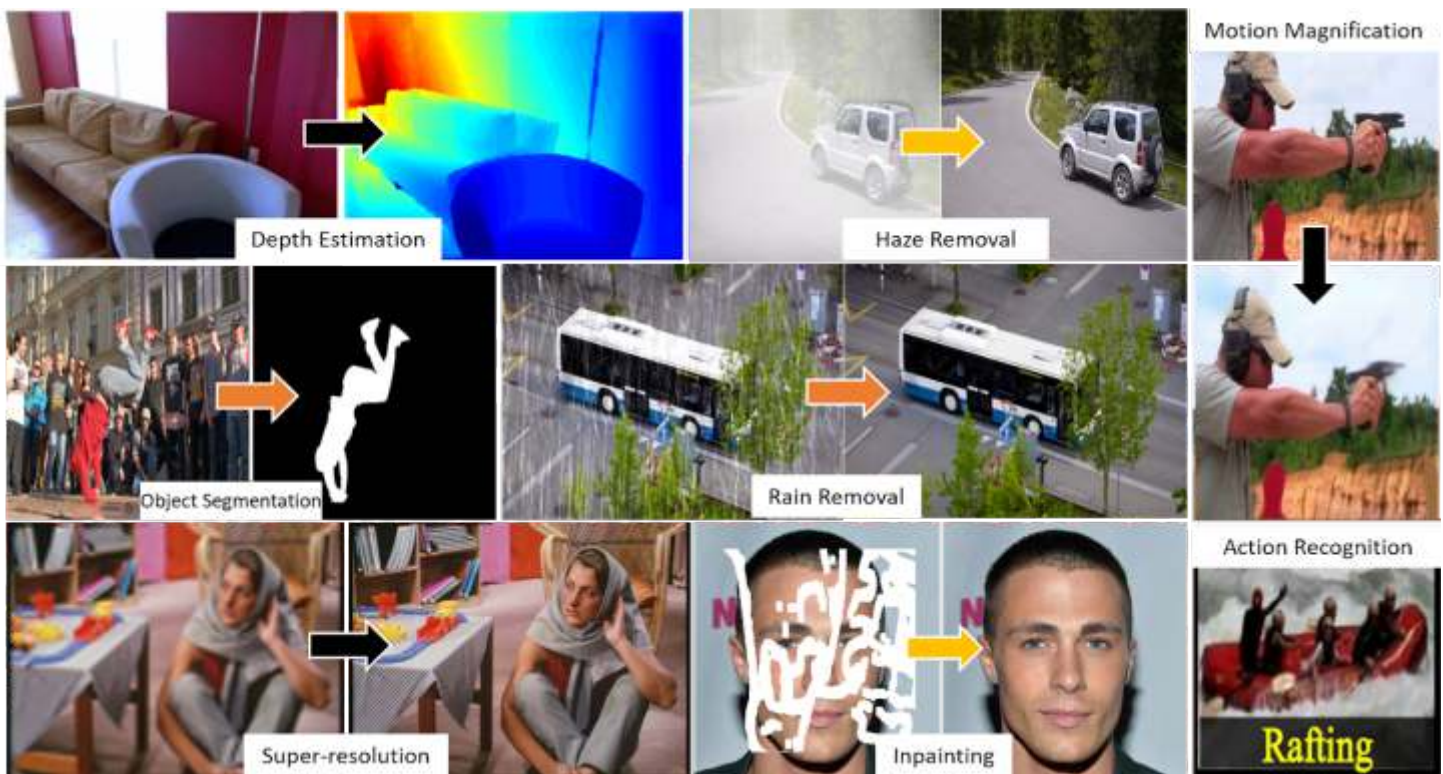 Motion Magnification
Depth Estimation
Haze Removal
Object Segmentation
Rain Removal
Action Recognition
N
N
Super-resolution
Inpainting
Rafting